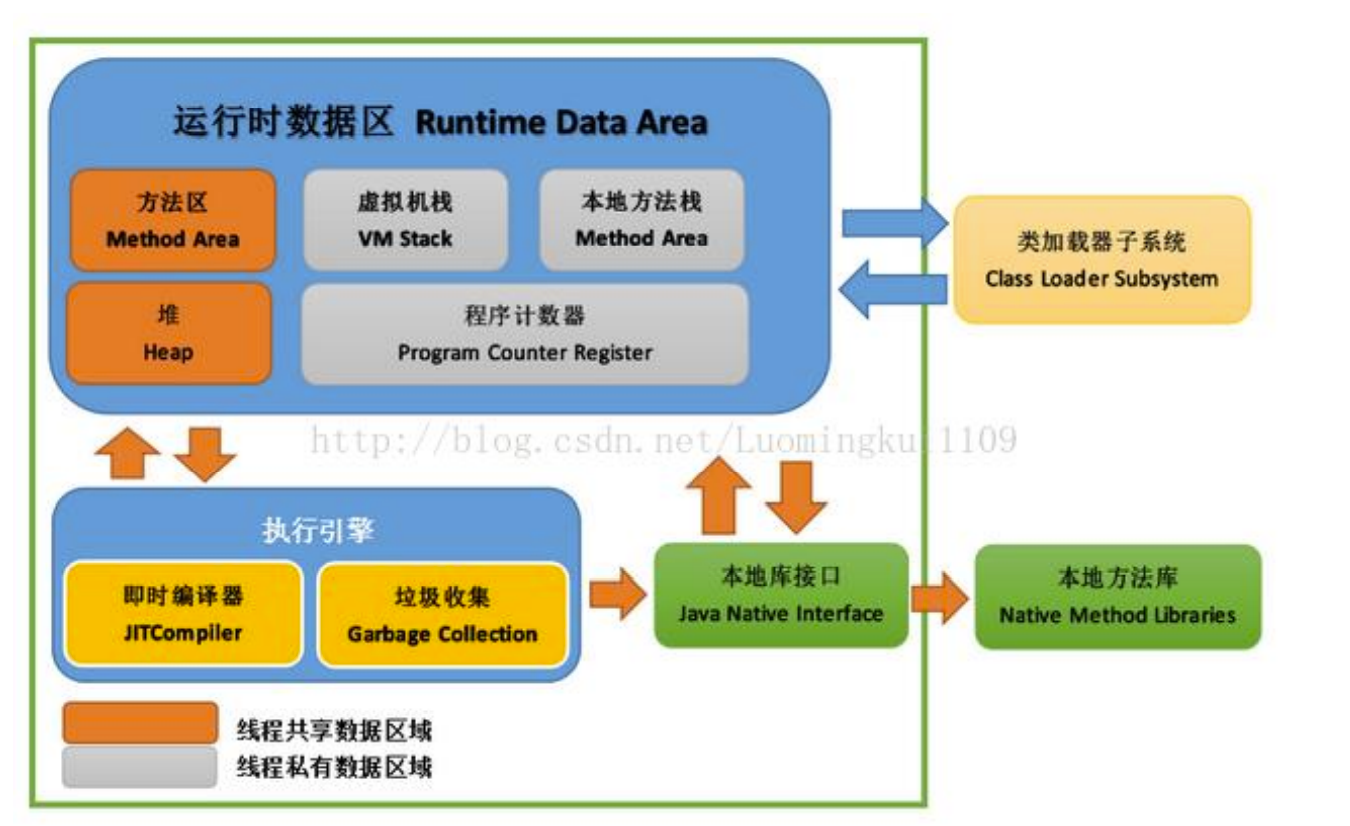 运行时数据区 Runtime Data Area
方法区
Method Area
虚拟机栈
VM Stack
本地方法栈
Method Area
堆
Heap
程序计数器
Program Counter Register
类加载器子系统
Class Loader Subsystem
http://blog.csdn.net/Luomingkui1109
执行引擎
即时编译器
JITCompiler
垃圾收集
Garbage Collection
本地库接口
Java Native Interface
本地方法库
Native Method Libraries
线程共享数据区域
线程私有数据区域